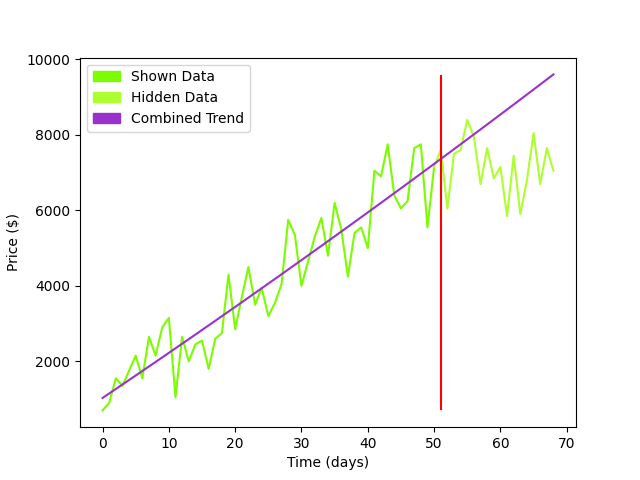 10000
8000
6000
4000
2000
Price ($)
Shown Data
Hidden Data
Combined Trend
0 10 20 30 40 50 60 70
Time (days)